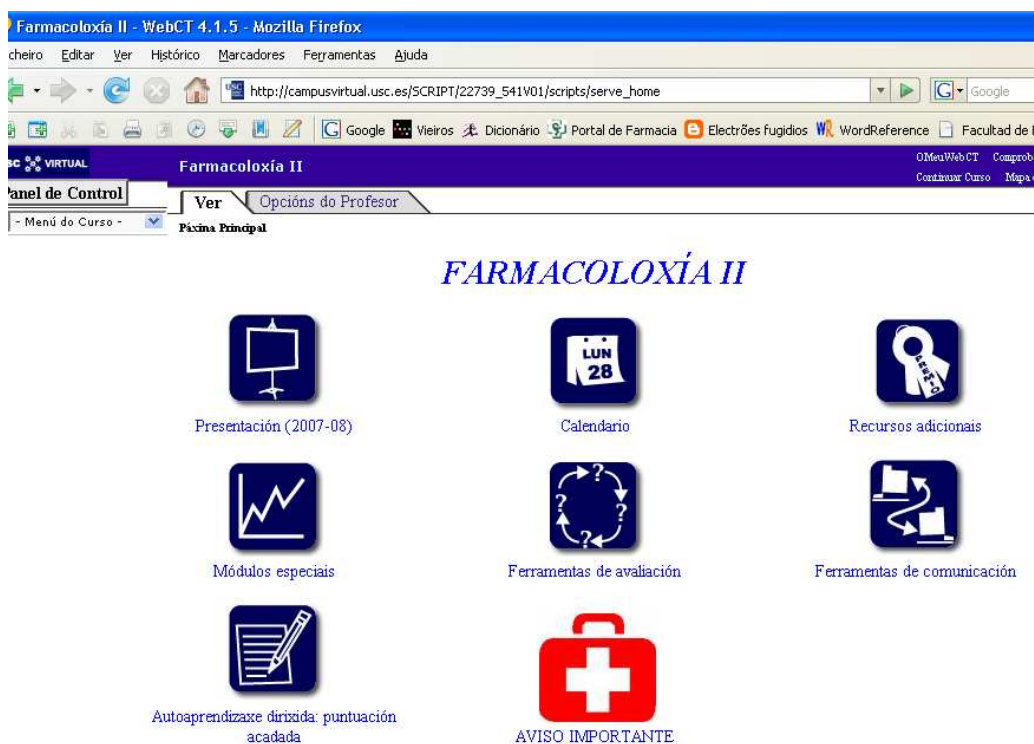 Farmacoloxía II - WebCT 4.1.5 - Mozilla Firefox
cheiro Editar Ver Histórico Marcadores Ferramentas Ajuda
http://campusvirtual.usc.es/SCRIPT/22739_541V01/scripts/serve_home
G Google
Google Vieiros Dicionário Portal de Farmacia Electrões fugidios WordReference Facultad de
SC VIRTUAL
Farmacoloxía II
OMeuWebCT Comprob
Continuar Curso Mapa
Panel de Control
- Menú do Curso -
Ver Opcións do Profesor
Páxina Principal
FARMACOLOXÍA II
LUN
28
PREMIO
Presentación (2007-08)
Calendario
Recursos adicionais
Módulos especiais
Ferramentas de avaliación
Ferramentas de comunicación
Autoaprendizaxe dirixida: puntuación
acadada
AVISO IMPORTANTE